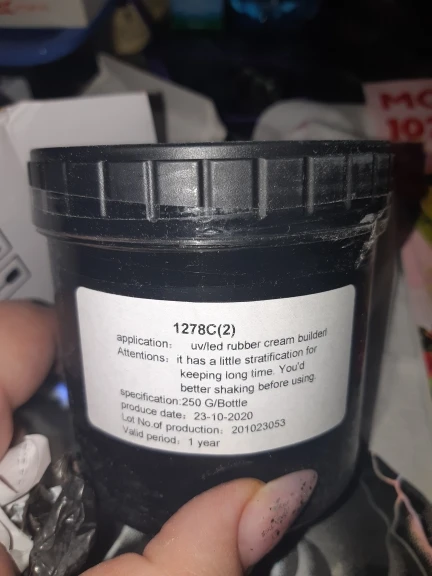 1278C(2)
application: uv/led rubber cream builder
Attentions: it has a little stratification for
keeping long time. You'd
better shaking before using.
specification:250 G/Bottle
produce date: 23-10-2020
Lot No.of production: 201023053
Valid period: 1 year
MO
10